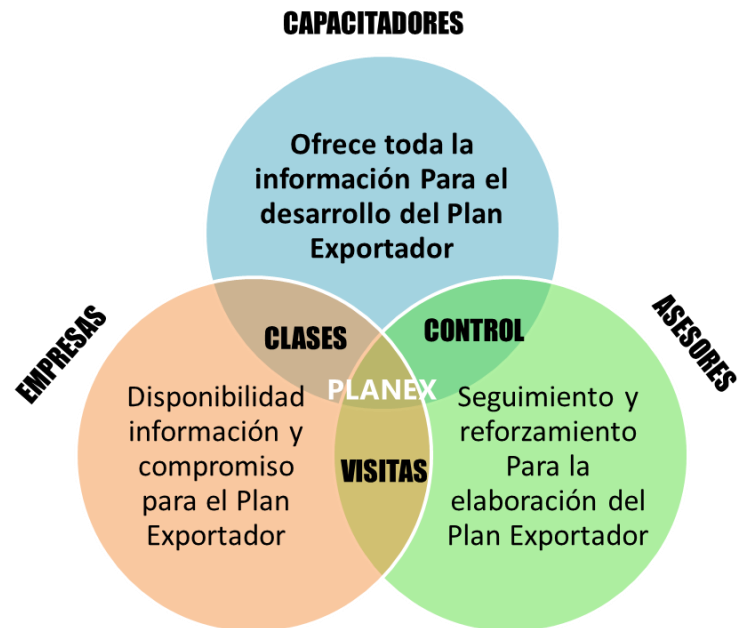 CAPACITADORES
Ofrece toda la
información Para el
desarrollo del Plan
Exportador
EMPRESAS
ASESORES
CLASES
CONTROL
PLANEX
VISITAS
Disponibilidad
información y
compromiso
para el Plan
Exportador
Seguimiento y
reforzamiento
Para la
elaboración del
Plan Exportador